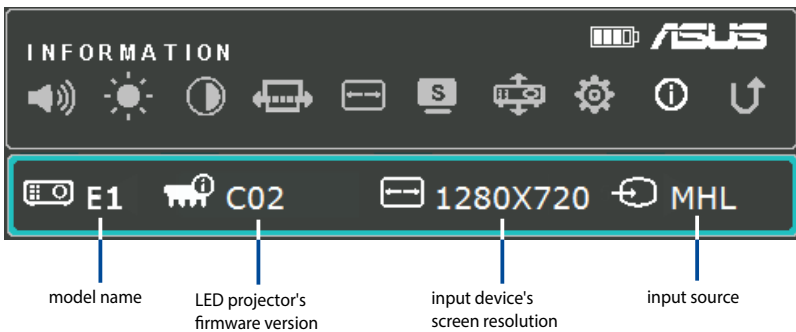 INFORMATION
ASUS
S
E1
C02
1280X720
MHL
model name
LED projector's
firmware version
input device's
screen resolution
input source